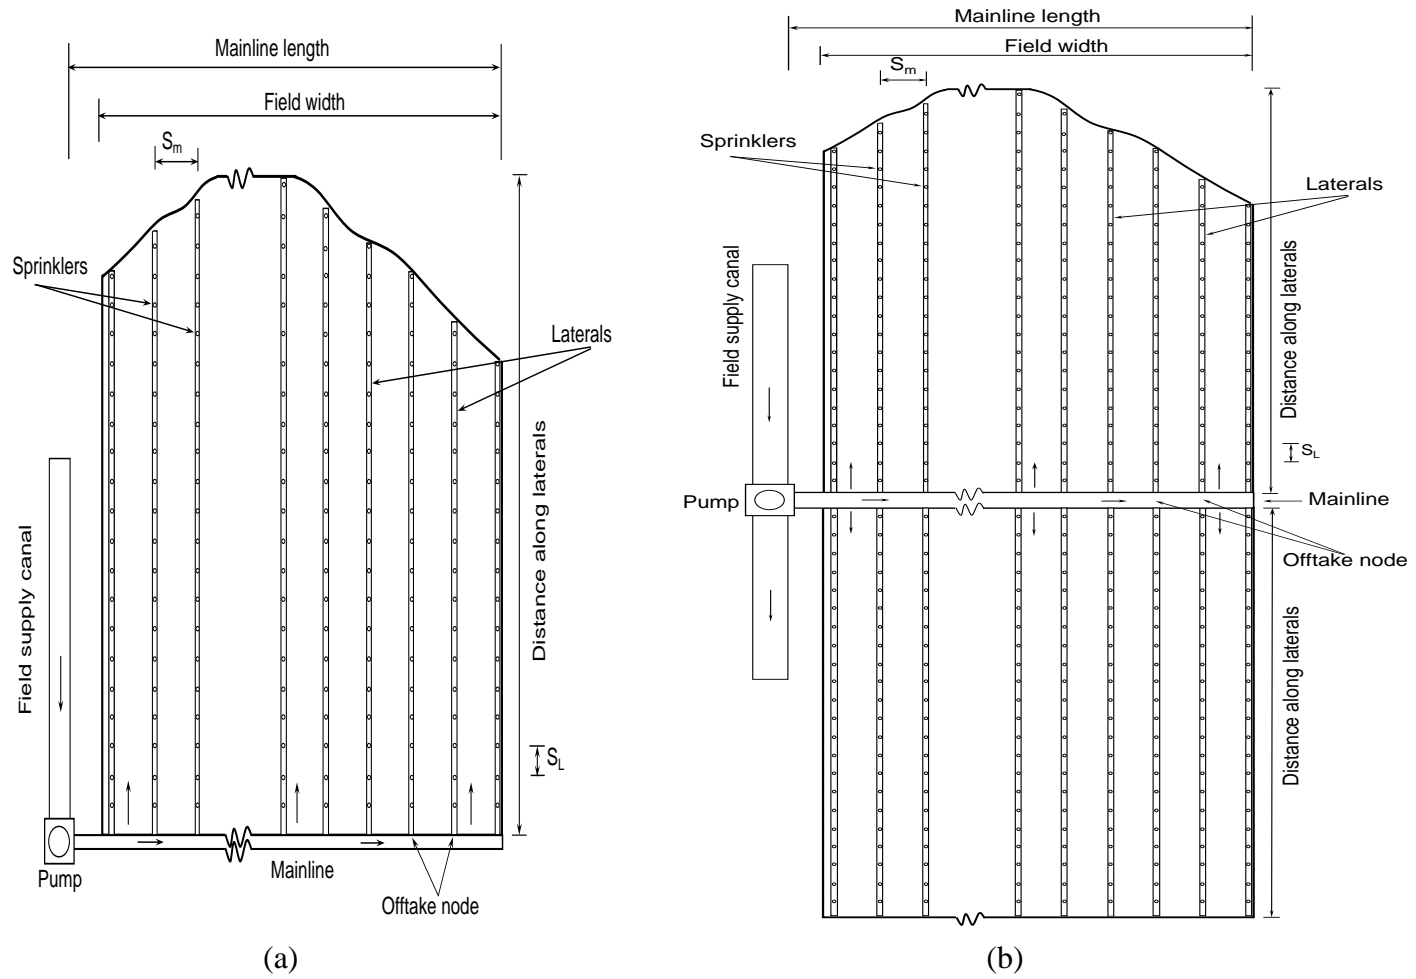 Mainline length
Field width
Sm
Sprinklers
Laterals
Distance along laterals
Field supply canal
SL
Mainline
Pump
Offtake node
(a)
Mainline length
Field width
Sm
Sprinklers
Laterals
Field supply canal
Distance along laterals
SL
Pump
Mainline
Offtake node
Distance along laterals
(b)